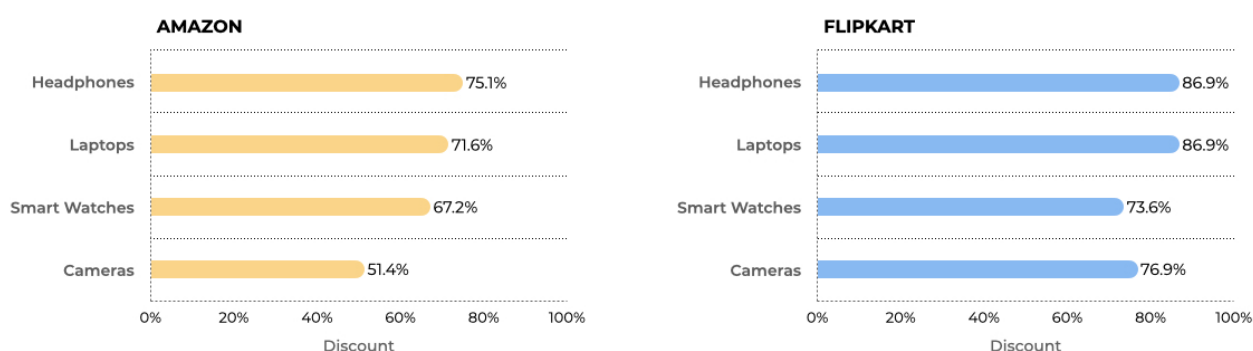 AMAZON
Headphones 75.1%
Laptops 71.6%
Smart Watches 67.2%
Cameras 51.4%
0% 20% 40% 60% 80% 100%
Discount
FLIPKART
Headphones 86.9%
Laptops 86.9%
Smart Watches 73.6%
Cameras 76.9%
0% 20% 40% 60% 80% 100%
Discount